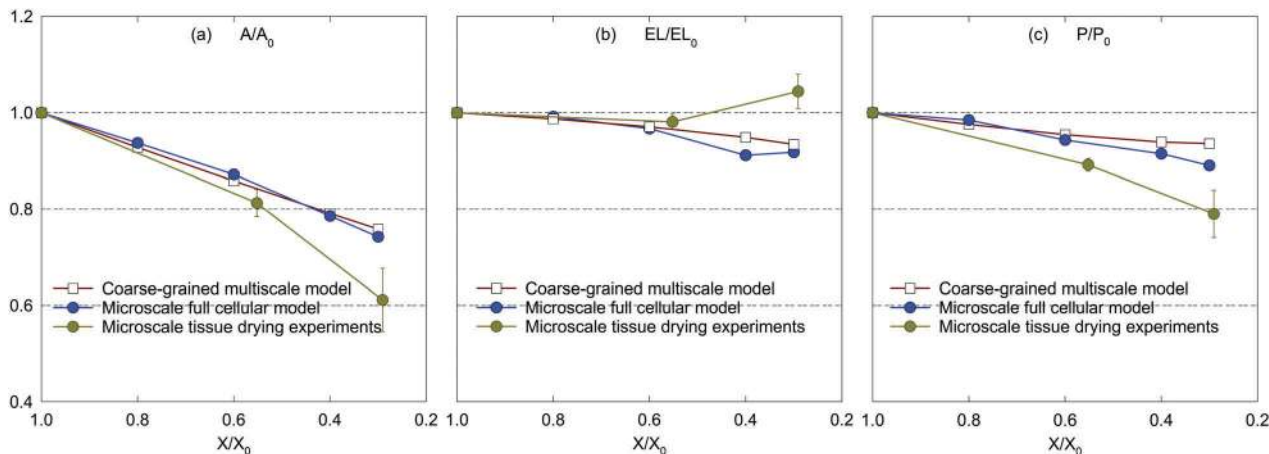 (a) A/A0
(b) EL/EL0
(c) P/P0
1.2
1.0
0.8
0.6
0.4
Coarse-grained multiscale model
Microscale full cellular model
Microscale tissue drying experiments
Coarse-grained multiscale model
Microscale full cellular model
Microscale tissue drying experiments
Coarse-grained multiscale model
Microscale full cellular model
Microscale tissue drying experiments
1.0 0.8 0.6 0.4 0.2
1.0 0.8 0.6 0.4 0.2
1.0 0.8 0.6 0.4 0.2
X/X0
X/X0
X/X0